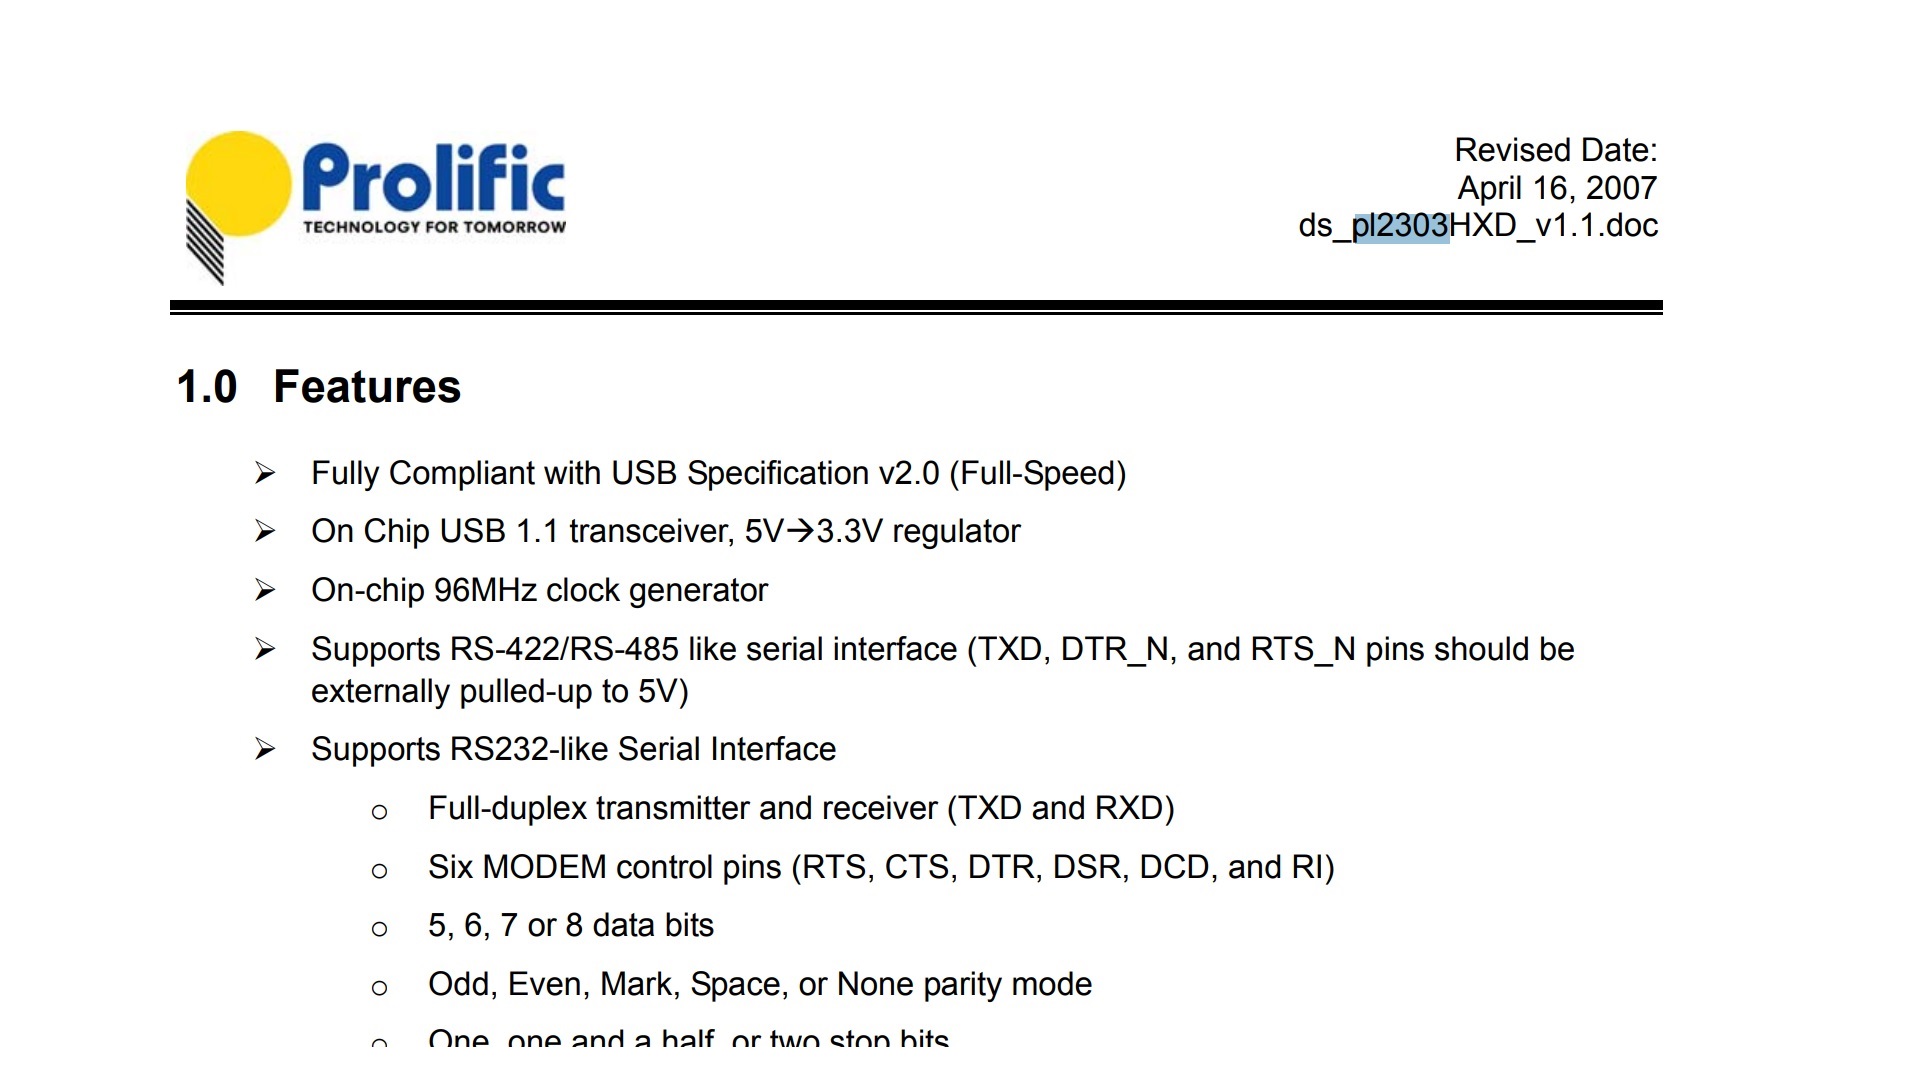 Prolific
TECHNOLOGY FOR TOMORROW
Revised Date:
April 16, 2007
ds_pl2303HXD_v1.1.doc
1.0 Features
➢ Fully Compliant with USB Specification v2.0 (Full-Speed)
➢ On Chip USB 1.1 transceiver, 5V→3.3V regulator
➢ On-chip 96MHz clock generator
➢ Supports RS-422/RS-485 like serial interface (TXD, DTR_N, and RTS_N pins should be
externally pulled-up to 5V)
➢ Supports RS232-like Serial Interface
o Full-duplex transmitter and receiver (TXD and RXD)
o Six MODEM control pins (RTS, CTS, DTR, DSR, DCD, and RI)
o 5, 6, 7 or 8 data bits
o Odd, Even, Mark, Space, or None parity mode
o One, one and a half, or two stop bits